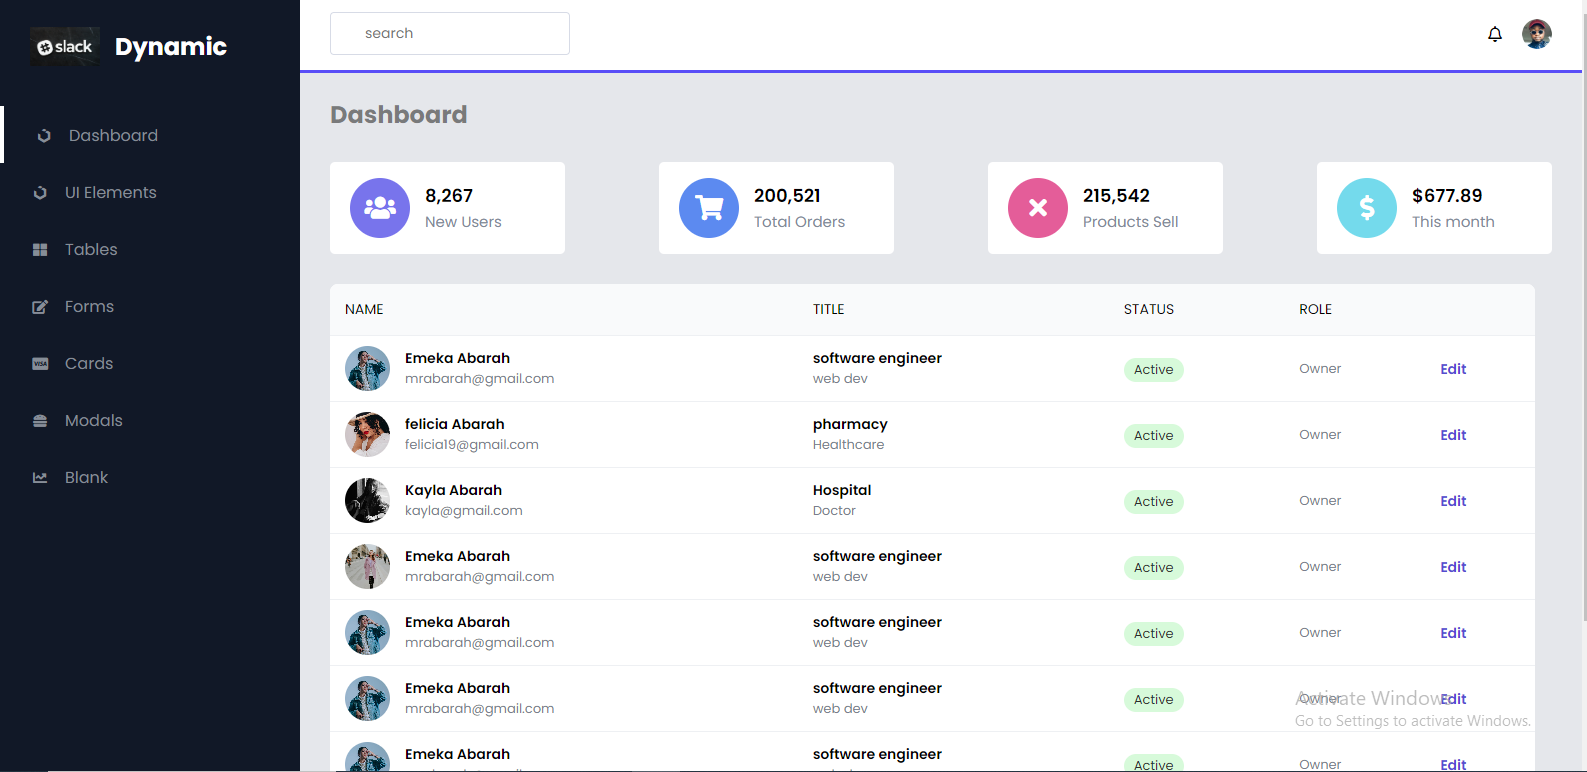 slack
Dynamic
search
Dashboard
UI Elements
Tables
Forms
Cards
Modals
Blank
Dashboard
8,267
New Users
200,521
Total Orders
215,542
Products Sell
$677.89
This month
NAME TITLE STATUS ROLE
Emeka Abarah software engineer
mrabarah@gmail.com web dev Active Owner Edit
felicia Abarah pharmacy
felicia19@gmail.com Healthcare Active Owner Edit
Kayla Abarah Hospital
kayla@gmail.com Doctor Active Owner Edit
Emeka Abarah software engineer
mrabarah@gmail.com web dev Active Owner Edit
Emeka Abarah software engineer
mrabarah@gmail.com web dev Active Owner Edit
Emeka Abarah software engineer
mrabarah@gmail.com web dev Active Owner Edit
Activate Windows
Go to Settings to activate Windows.
Emeka Abarah software engineer
Active Owner Edit